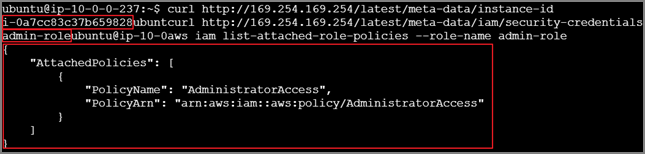 ubuntu@ip-10-0-0-237:~$ curl http://169.254.169.254/latest/meta-data/instance-id
i-0a7cc83c37b659828ubuntcurl http://169.254.169.254/latest/meta-data/iam/security-credentials
admin-roleubuntu@ip-10-0aws iam list-attached-role-policies --role-name admin-role
{
    "AttachedPolicies": [
        {
            "PolicyName": "AdministratorAccess",
            "PolicyArn": "arn:aws:iam::aws:policy/AdministratorAccess"
        }
    ]
}